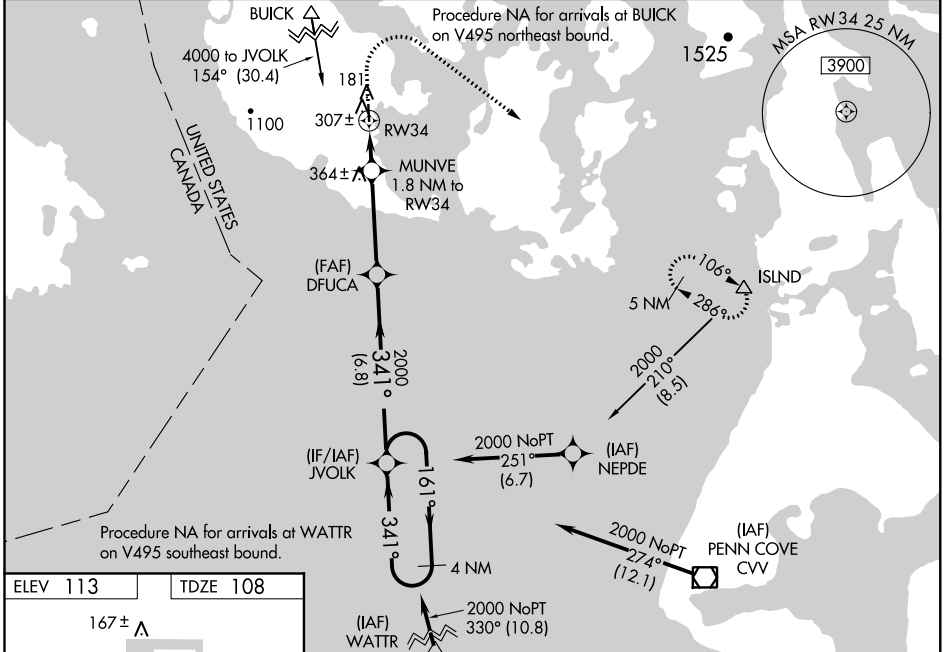 BUICK
4000 to JVOLK
154° (30.4)
Procedure NA for arrivals at BUICK
on V495 northeast bound.
1525
MSA RW34 25 NM
3900
181
307±
RW34
1100
UNITED STATES
CANADA
364±
MUNVE
1.8 NM to
RW34
(FAF)
DFUCA
106°
ISLND
5 NM
286°
2000
210°
(8.5)
2000
341°
(6.8)
(IF/IAF)
JVOLK
2000 NoPT
251°
(6.7)
(IAF)
NEPDE
161°
341°
4 NM
Procedure NA for arrivals at WATTR
on V495 southeast bound.
2000 NoPT
274°
(12.1)
(IAF)
PENN COVE
CVV
ELEV 113
TDZE 108
167±
(IAF)
WATTR
2000 NoPT
330° (10.8)